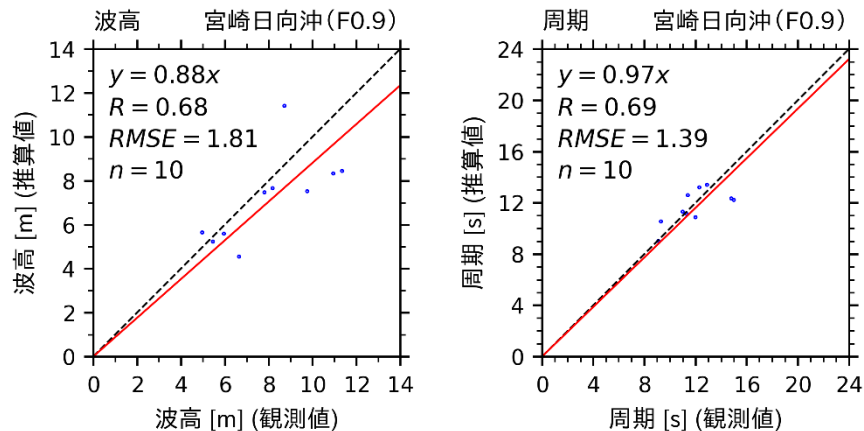 波高 宮崎日向沖(F0.9)
14
12
10
8
6
4
2
0
y = 0.88x
R = 0.68
RMSE = 1.81
n = 10
波高 [m] (推算値)
0 2 4 6 8 10 12 14
波高 [m] (観測値)
周期 宮崎日向沖(F0.9)
24
20
16
12
8
4
0
y = 0.97x
R = 0.69
RMSE = 1.39
n = 10
周期 [s] (推算値)
0 4 8 12 16 20 24
周期 [s] (観測値)